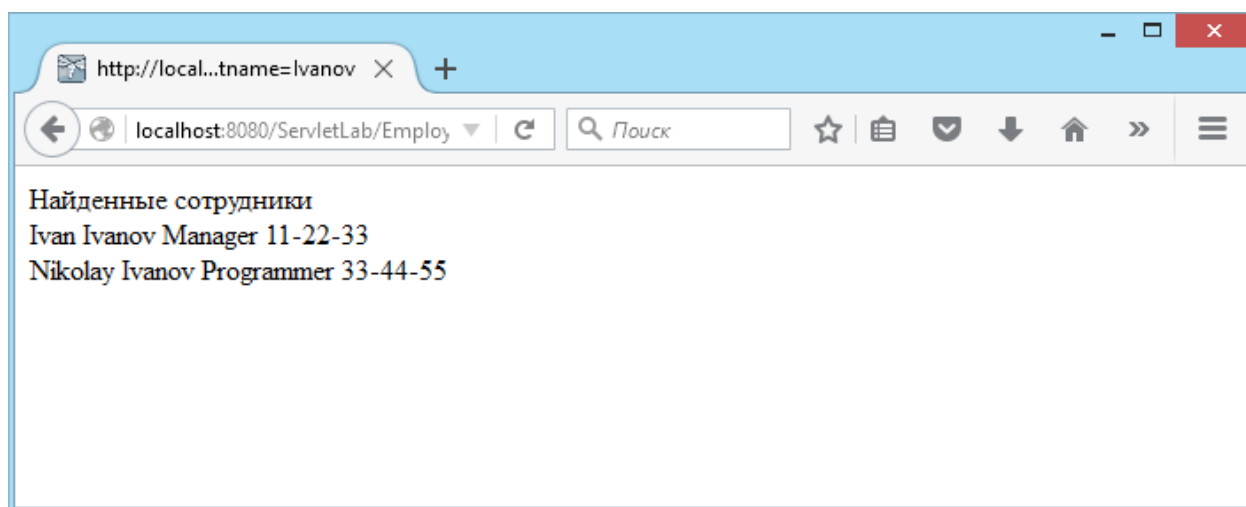 http://local...tname=Ivanov
localhost:8080/ServletLab/Employ
Поиск
Найденные сотрудники
Ivan Ivanov Manager 11-22-33
Nikolay Ivanov Programmer 33-44-55